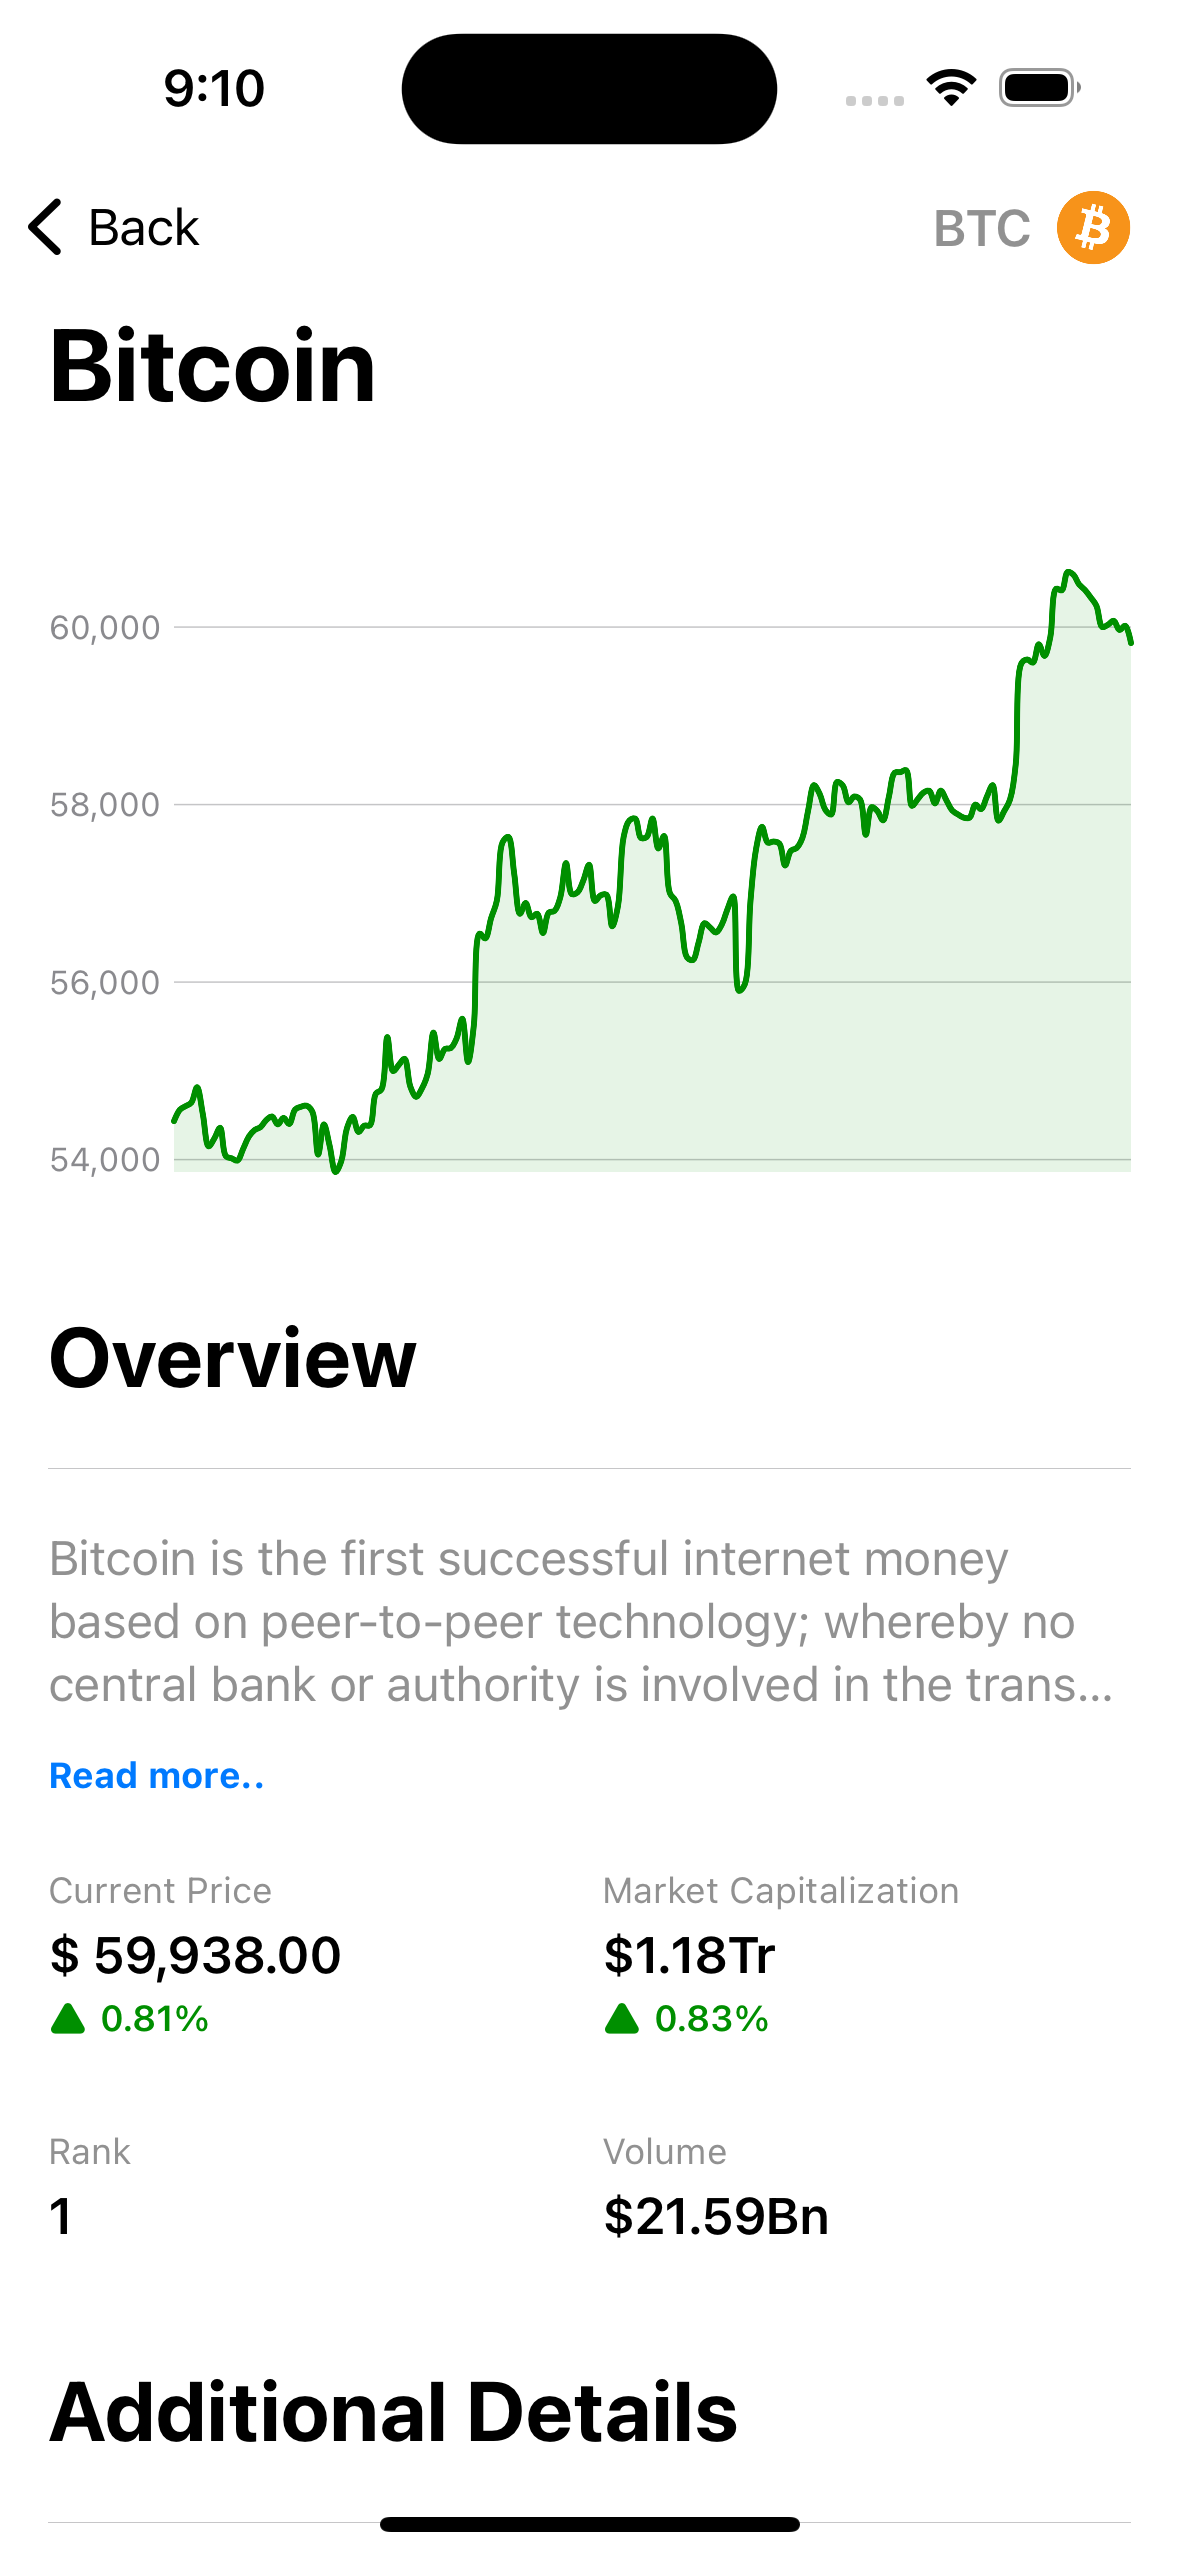 9:10
Back
BTC
Bitcoin
60,000
58,000
56,000
54,000
Overview
Bitcoin is the first successful internet money
based on peer-to-peer technology; whereby no
central bank or authority is involved in the trans...
Read more..
Current Price
Market Capitalization
$ 59,938.00
$1.18Tr
0.81%
0.83%
Rank
Volume
1
$21.59Bn
Additional Details